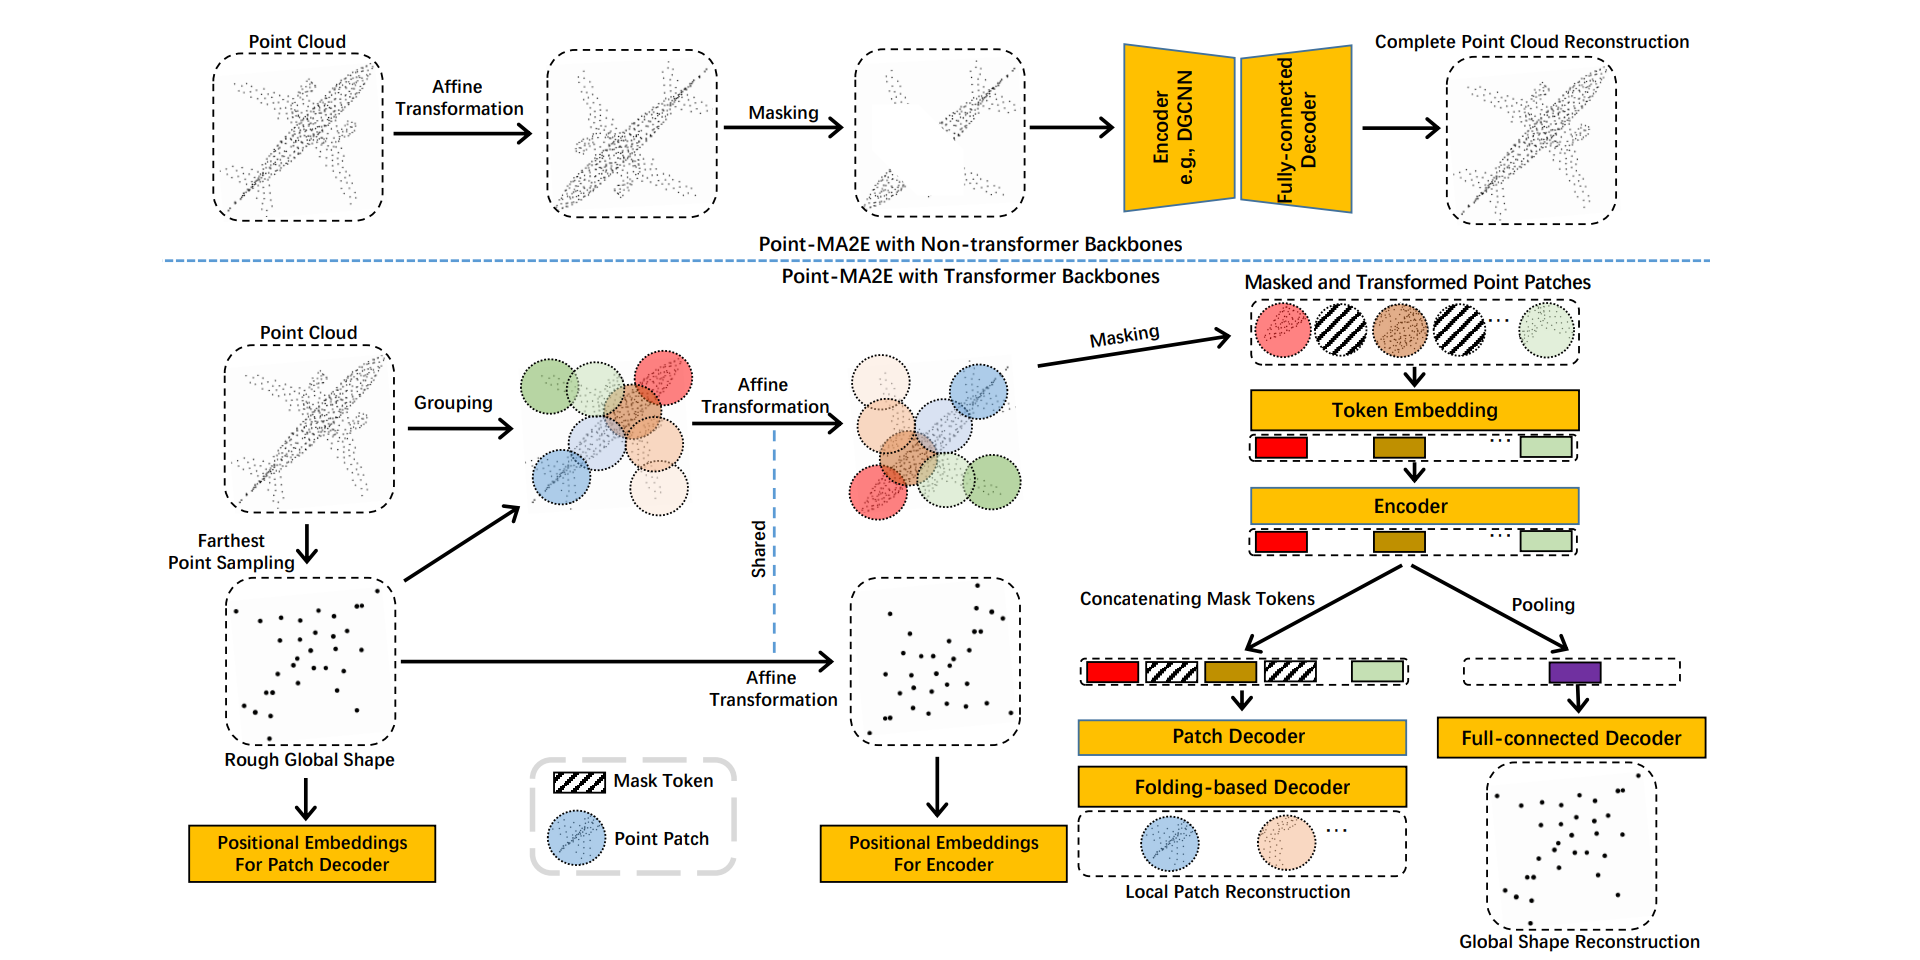 Point Cloud
Affine
Transformation
Masking
Encoder
e.g., DGCNN
Fully-connected
Decoder
Complete Point Cloud Reconstruction
Point-MA2E with Non-transformer Backbones
Point-MA2E with Transformer Backbones
Point Cloud
Grouping
Affine
Transformation
Masking
Masked and Transformed Point Patches
...
Token Embedding
...
Encoder
...
Farthest
Point Sampling
Shared
Rough Global Shape
Affine
Transformation
Concatenating Mask Tokens
Pooling
Patch Decoder
Full-connected Decoder
Folding-based Decoder
...
Local Patch Reconstruction
Global Shape Reconstruction
Mask Token
Point Patch
Positional Embeddings
For Patch Decoder
Positional Embeddings
For Encoder